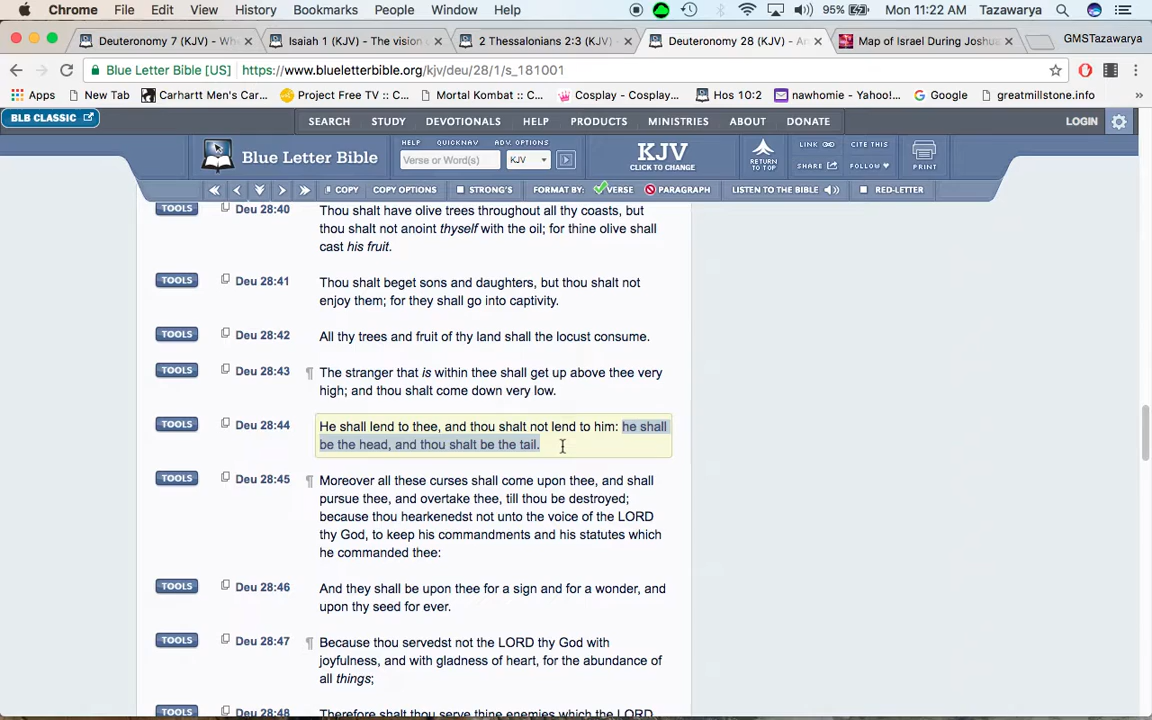 Chrome File Edit View History Bookmarks People Window Help 95% Mon 11:22 AM Tazawarya
Deuteronomy 7 (KJV) - Whe Isaiah 1 (KJV) - The vision 2 Thessalonians 2:3 (KJV) Deuteronomy 28 (KJV) - An Map of Israel During Joshua GMSTazawarya
Blue Letter Bible [US] https://www.blueletterbible.org/kjv/deu/28/1/s_181001
Apps New Tab Carhartt Men's Car... Project Free TV :: C... Mortal Kombat :: C... Cosplay - Cosplay... Hos 10:2 nawhomie - Yahoo!... Google greatmillstone.info »
BLB CLASSIC SEARCH STUDY DEVOTIONALS HELP PRODUCTS MINISTRIES ABOUT DONATE LOGIN
HELP QUICKNAV ADV. OPTIONS
Blue Letter Bible Verse or Word(s) KJV
KJV
CLICK TO CHANGE
RETURN
TO TOP
LINK CITE THIS
SHARE FOLLOW
PRINT
COPY COPY OPTIONS STRONG'S FORMAT BY: VERSE PARAGRAPH LISTEN TO THE BIBLE RED-LETTER
TOOLS Deu 28:40 Thou shalt have olive trees throughout all thy coasts, but
thou shalt not anoint thyself with the oil; for thine olive shall
cast his fruit.
TOOLS Deu 28:41 Thou shalt beget sons and daughters, but thou shalt not
enjoy them; for they shall go into captivity.
TOOLS Deu 28:42 All thy trees and fruit of thy land shall the locust consume.
TOOLS Deu 28:43 ¶ The stranger that is within thee shall get up above thee very
high; and thou shalt come down very low.
TOOLS Deu 28:44 He shall lend to thee, and thou shalt not lend to him: he shall
be the head, and thou shalt be the tail.
TOOLS Deu 28:45 ¶ Moreover all these curses shall come upon thee, and shall
pursue thee, and overtake thee, till thou be destroyed;
because thou hearkenedst not unto the voice of the LORD
thy God, to keep his commandments and his statutes which
he commanded thee:
TOOLS Deu 28:46 And they shall be upon thee for a sign and for a wonder, and
upon thy seed for ever.
TOOLS Deu 28:47 ¶ Because thou servedst not the LORD thy God with
joyfulness, and with gladness of heart, for the abundance of
all things;
TOOLS Deu 28:48 Therefore shalt thou serve thine enemies which the LORD